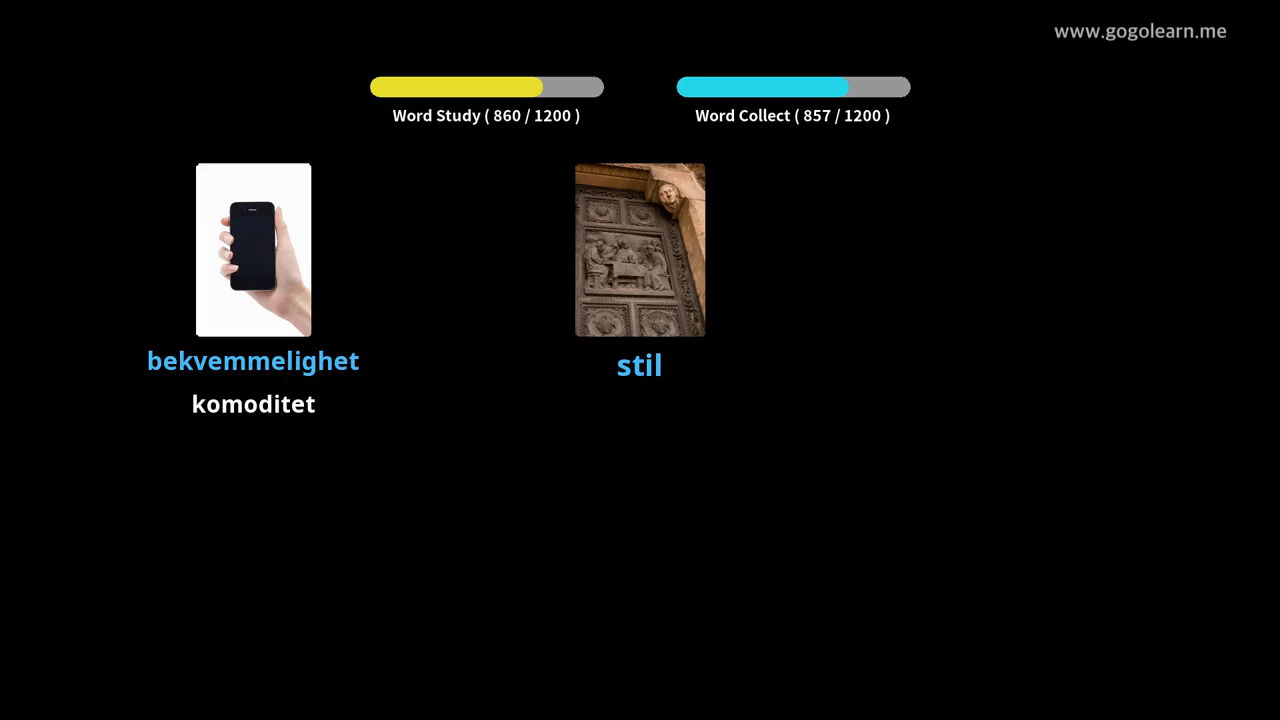 www.gogolearn.me
Word Study ( 860 / 1200 )
Word Collect ( 857 / 1200 )
bekvemmelighet
komoditet
stil